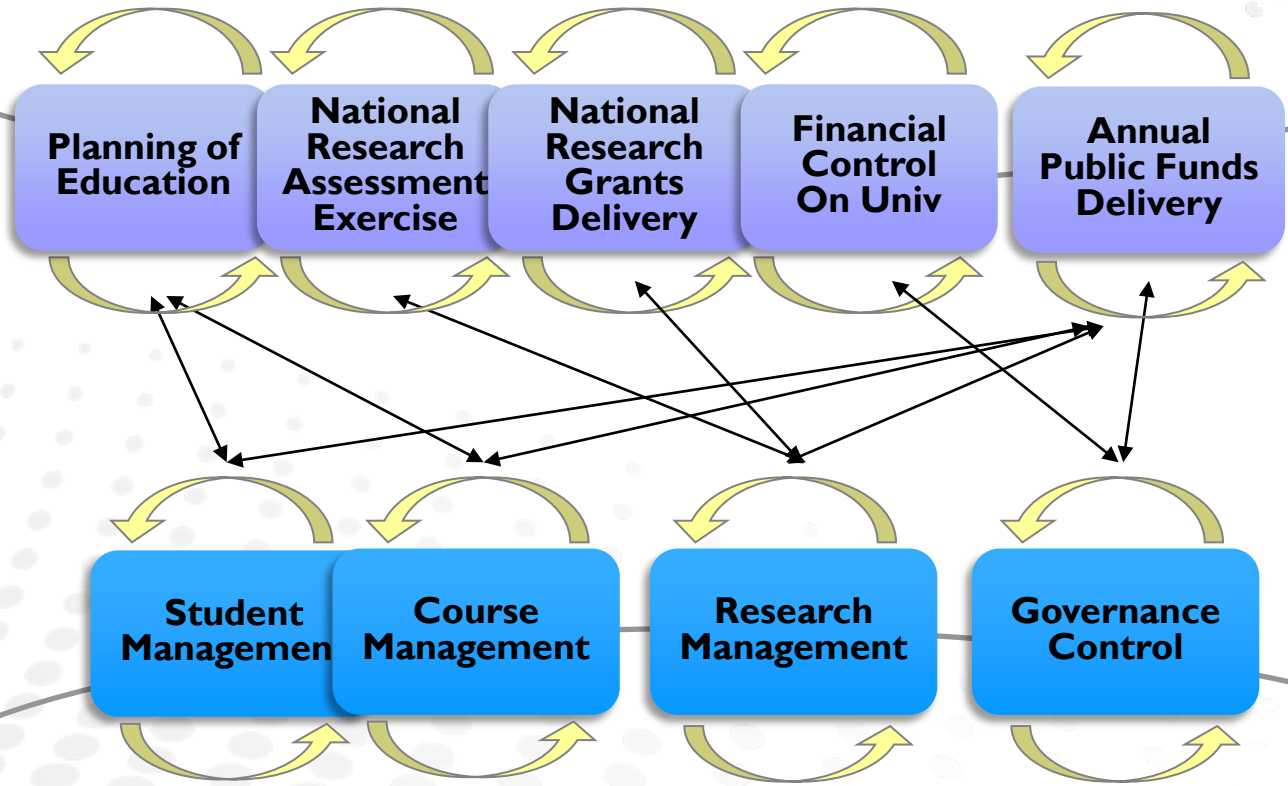 Planning of
Education
National
Research
Assessment
Exercise
National
Research
Grants
Delivery
Financial
Control
On Univ
Annual
Public Funds
Delivery
Student
Managemen
Course
Management
Research
Management
Governance
Control